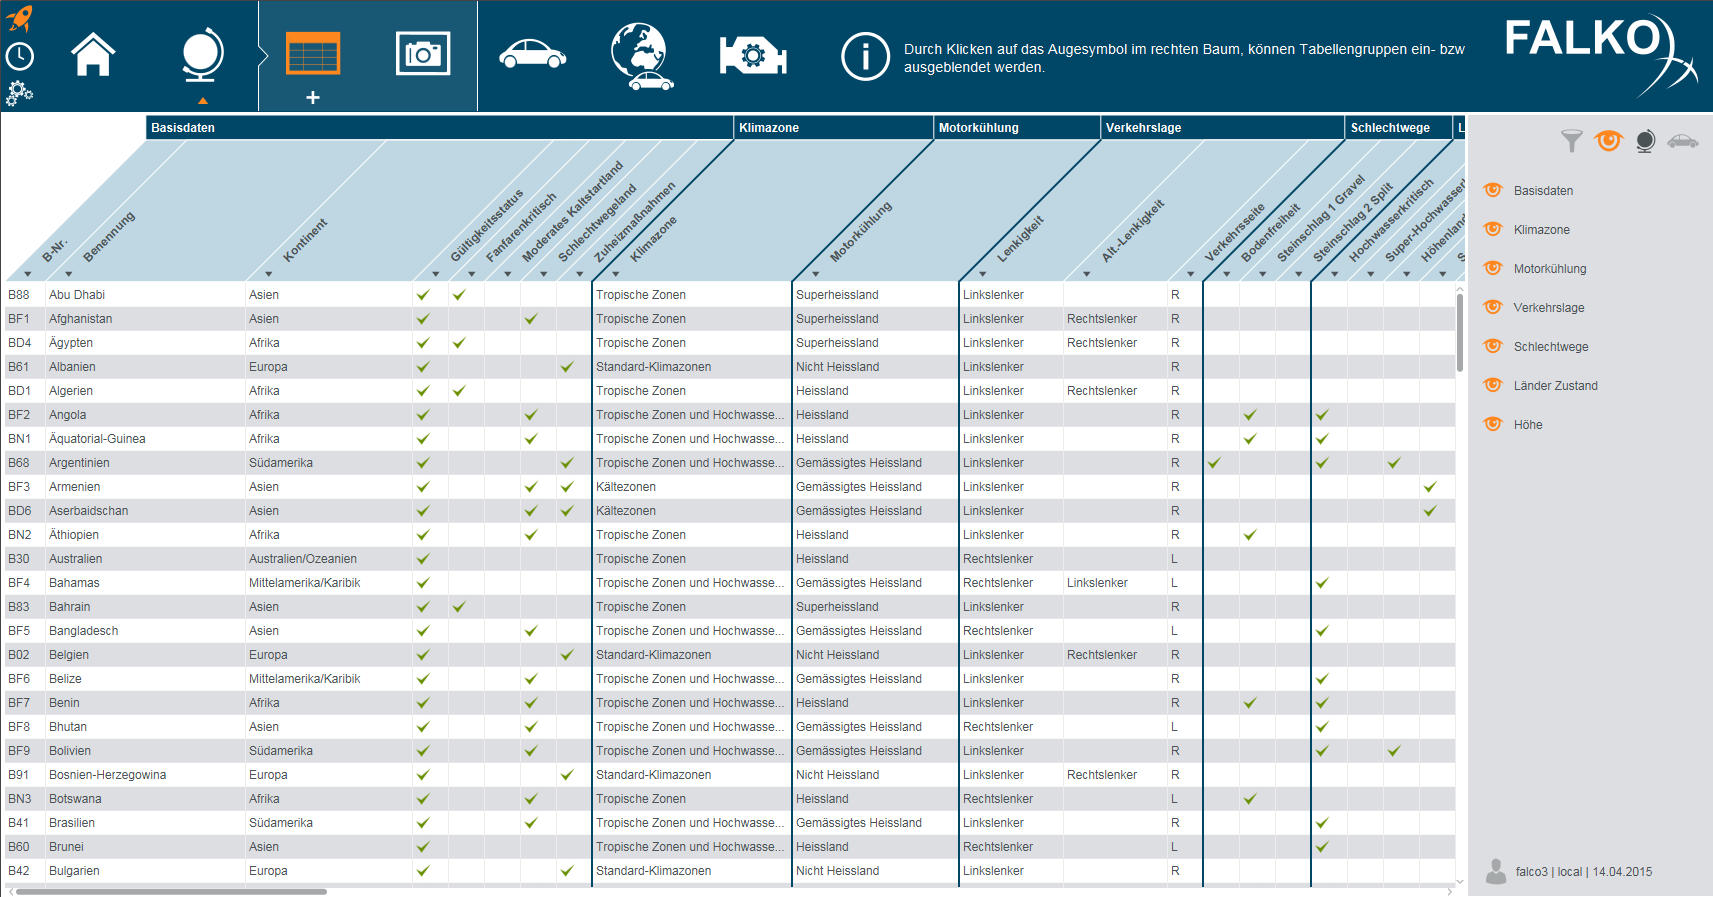 Durch Klicken auf das Augesymbol im rechten Baum, können Tabellengruppen ein- bzw
ausgeblendet werden.
FALKO
Basisdaten Klimazone Motorkühlung Verkehrslage Schlechtwege L
B-Nr. Benennung Kontinent Gültigkeitsstatus Fanfarenkritisch Moderates Kaltstartland Schlechtwegeland Zuheizmaßnahmen Klimazone Motorkühlung Lenkigkeit Alt.-Lenkigkeit Verkehrsseite Bodenfreiheit Steinschlag 1 Gravel Steinschlag 2 Split Hochwasserkritisch Super-Hochwasserk Höhenland S
B88 Abu Dhabi Asien Tropische Zonen Superheissland Linkslenker R
BF1 Afghanistan Asien Tropische Zonen Superheissland Linkslenker Rechtslenker R
BD4 Ägypten Afrika Tropische Zonen Superheissland Linkslenker Rechtslenker R
B61 Albanien Europa Standard-Klimazonen Nicht Heissland Linkslenker R
BD1 Algerien Afrika Tropische Zonen Heissland Linkslenker Rechtslenker R
BF2 Angola Afrika Tropische Zonen und Hochwasse... Heissland Linkslenker R
BN1 Äquatorial-Guinea Afrika Tropische Zonen und Hochwasse... Heissland Linkslenker R
B68 Argentinien Südamerika Tropische Zonen und Hochwasse... Gemässigtes Heissland Linkslenker R
BF3 Armenien Asien Kältezonen Gemässigtes Heissland Linkslenker R
BD6 Aserbaidschan Asien Kältezonen Gemässigtes Heissland Linkslenker R
BN2 Äthiopien Afrika Tropische Zonen Heissland Linkslenker R
B30 Australien Australien/Ozeanien Tropische Zonen Heissland Rechtslenker L
BF4 Bahamas Mittelamerika/Karibik Tropische Zonen und Hochwasse... Gemässigtes Heissland Rechtslenker Linkslenker L
B83 Bahrain Asien Tropische Zonen Superheissland Linkslenker R
BF5 Bangladesch Asien Tropische Zonen und Hochwasse... Gemässigtes Heissland Rechtslenker L
B02 Belgien Europa Standard-Klimazonen Nicht Heissland Linkslenker Rechtslenker R
BF6 Belize Mittelamerika/Karibik Tropische Zonen und Hochwasse... Gemässigtes Heissland Linkslenker R
BF7 Benin Afrika Tropische Zonen und Hochwasse... Heissland Linkslenker R
BF8 Bhutan Asien Tropische Zonen und Hochwasse... Gemässigtes Heissland Rechtslenker L
BF9 Bolivien Südamerika Tropische Zonen und Hochwasse... Gemässigtes Heissland Linkslenker R
B91 Bosnien-Herzegowina Europa Standard-Klimazonen Nicht Heissland Linkslenker Rechtslenker R
BN3 Botswana Afrika Tropische Zonen Heissland Rechtslenker L
B41 Brasilien Südamerika Tropische Zonen und Hochwasse... Gemässigtes Heissland Linkslenker R
B60 Brunei Asien Tropische Zonen und Hochwasse... Heissland Rechtslenker L
B42 Bulgarien Europa Standard-Klimazonen Nicht Heissland Linkslenker R
Basisdaten
Klimazone
Motorkühlung
Verkehrslage
Schlechtwege
Länder Zustand
Höhe
falco3 | local | 14.04.2015